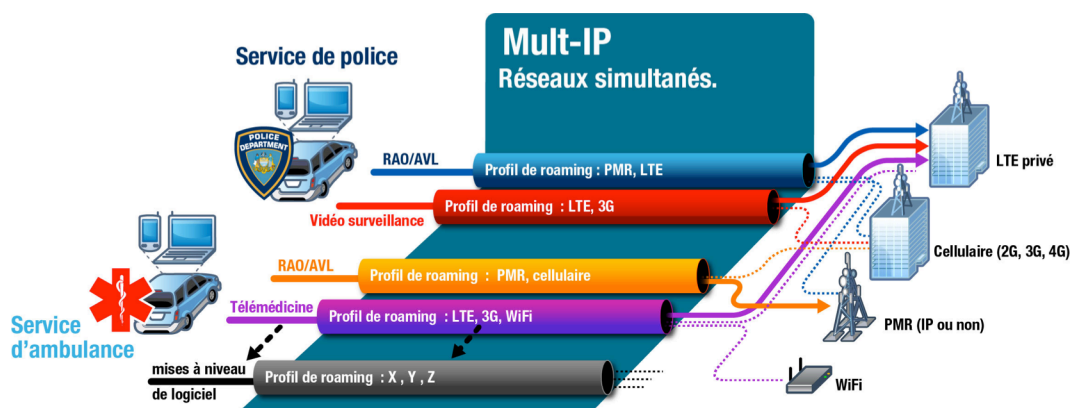 Mult-IP
Réseaux simultanés.
Service de police
POLICE
DEPARTMENT
RAO/AVL
Profil de roaming : PMR, LTE
LTE privé
Vidéo surveillance
Profil de roaming : LTE, 3G
Cellulaire (2G, 3G, 4G)
RAO/AVL
Profil de roaming : PMR, cellulaire
Télémédicine
Profil de roaming : LTE, 3G, WiFi
PMR (IP ou non)
Service
d'ambulance
mises à niveau
de logiciel
Profil de roaming : X , Y , Z
WiFi